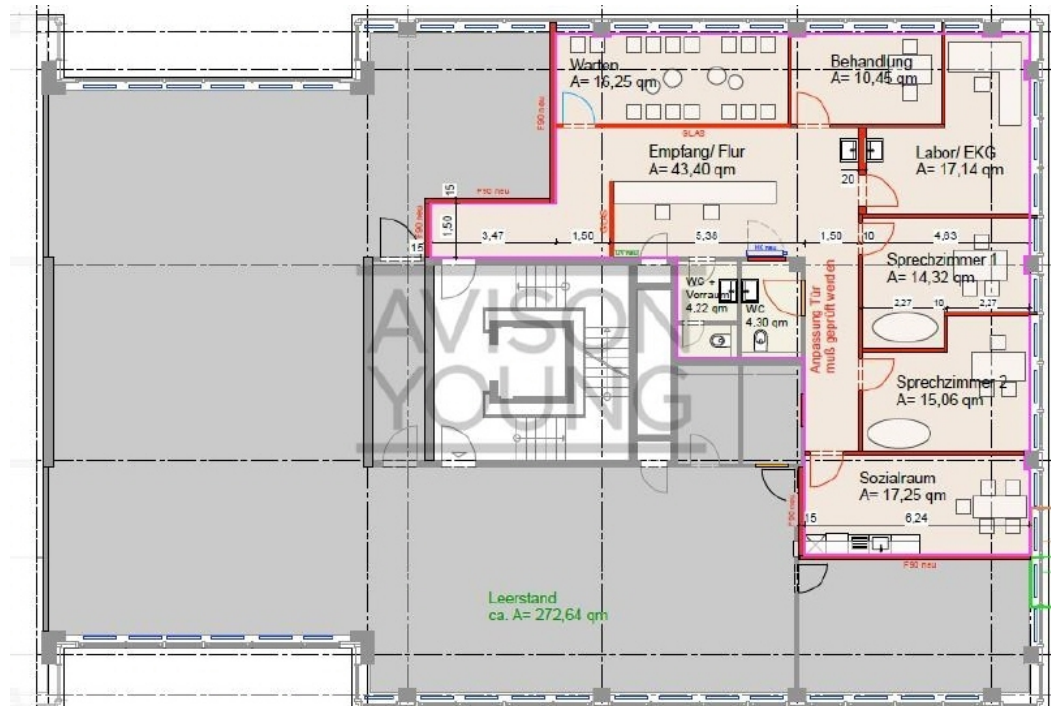 Warten
A= 16,25 qm
Behandlung
A= 10,45 qm
F90 neu
GLAS
Empfang/ Flur
A= 43,40 qm
Labor/ EKG
A= 17,14 qm
20
F90 neu
15
F90 neu
1,50
15
3,47
1,50
GLAS
5,38
1,50
10
4,63
Sprechzimmer 1
A= 14,32 qm
2,27
10
2,27
WC +
Vorraum
4.22 qm
WC
4.30 qm
Anpassung Tür
muß geprüft werden
AVISON
YOUNG
Sprechzimmer 2
A= 15,06 qm
Sozialraum
A= 17,25 qm
15
6,24
F90 neu
F90 neu
Leerstand
ca. A= 272,64 qm